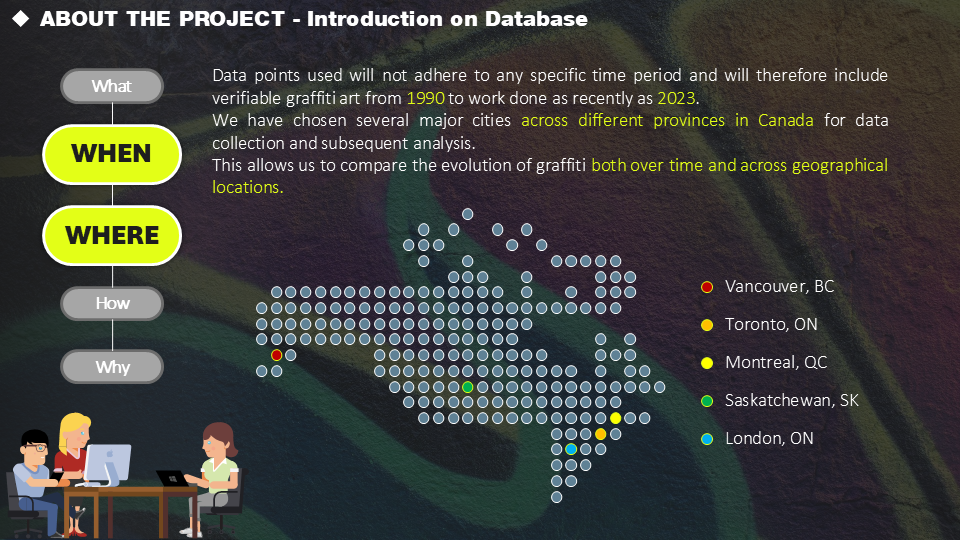 ABOUT THE PROJECT - Introduction on Database
What
WHEN
WHERE
How
Why
Data points used will not adhere to any specific time period and will therefore include
verifiable graffiti art from 1990 to work done as recently as 2023.
We have chosen several major cities across different provinces in Canada for data
collection and subsequent analysis.
This allows us to compare the evolution of graffiti both over time and across geographical
locations.
Vancouver, BC
Toronto, ON
Montreal, QC
Saskatchewan, SK
London, ON